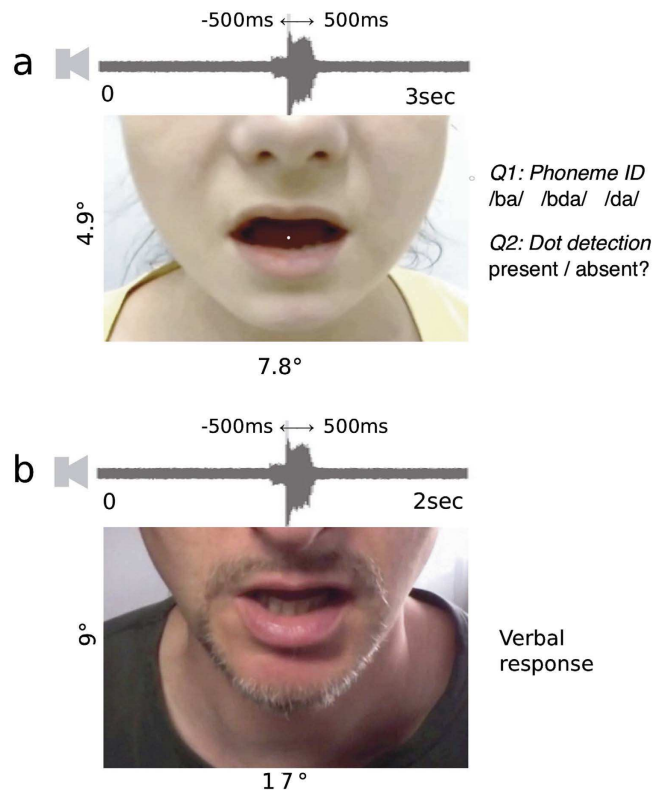 -500ms ←→ 500ms
a
0 3sec
Q1: Phoneme ID
/ba/ /bda/ /da/
4.9°
Q2: Dot detection
present / absent?
7.8°
-500ms ←→ 500ms
b
0 2sec
9°
Verbal
response
17°